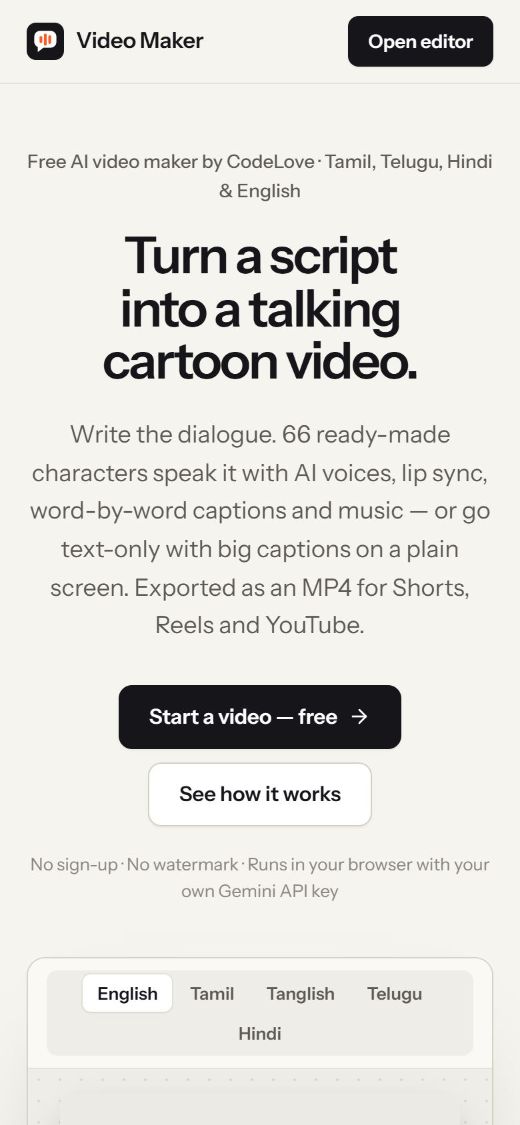 Video Maker
Open editor
Free AI video maker by CodeLove · Tamil, Telugu, Hindi
& English
Turn a script
into a talking
cartoon video.
Write the dialogue. 66 ready-made
characters speak it with AI voices, lip sync,
word-by-word captions and music — or go
text-only with big captions on a plain
screen. Exported as an MP4 for Shorts,
Reels and YouTube.
Start a video — free →
See how it works
No sign-up · No watermark · Runs in your browser with your
own Gemini API key
English Tamil Tanglish Telugu
Hindi